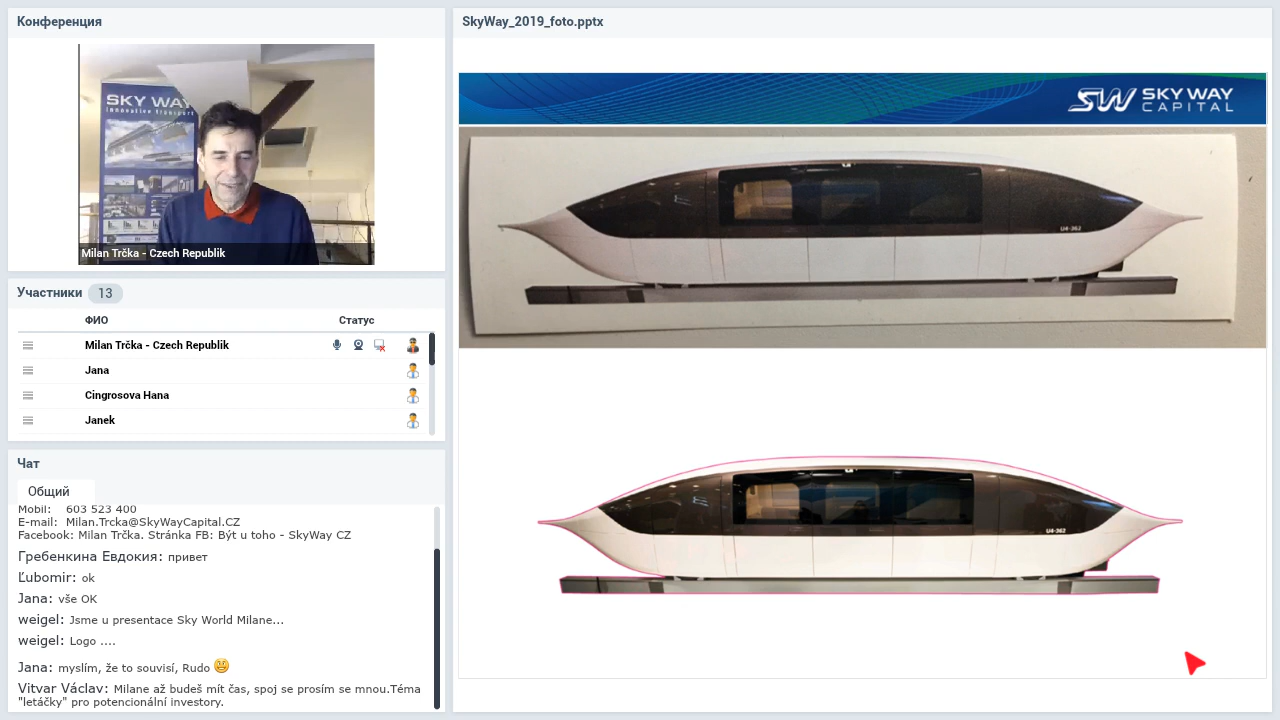 Конференция
SKY WAY
innovative transport
Milan Trčka - Czech Republik
Участники 13
ФИО Статус
Milan Trčka - Czech Republik
Jana
Cingrosova Hana
Janek
Чат
Общий
Mobil: 603 523 400
E-mail: Milan.Trcka@SkyWayCapital.CZ
Facebook: Milan Trčka. Stránka FB: Být u toho - SkyWay CZ
Гребенкина Евдокия: привет
Ľubomir: ok
Jana: vše OK
weigel: Jsme u presentace Sky World Milane...
weigel: Logo ....
Jana: myslím, že to souvisí, Rudo
Vitvar Václav: Milane až budeš mít čas, spoj se prosím se mnou.Téma
"letáčky" pro potencionální investory.
SkyWay_2019_foto.pptx
SW SKY WAY
CAPITAL
U4-362
U4-362